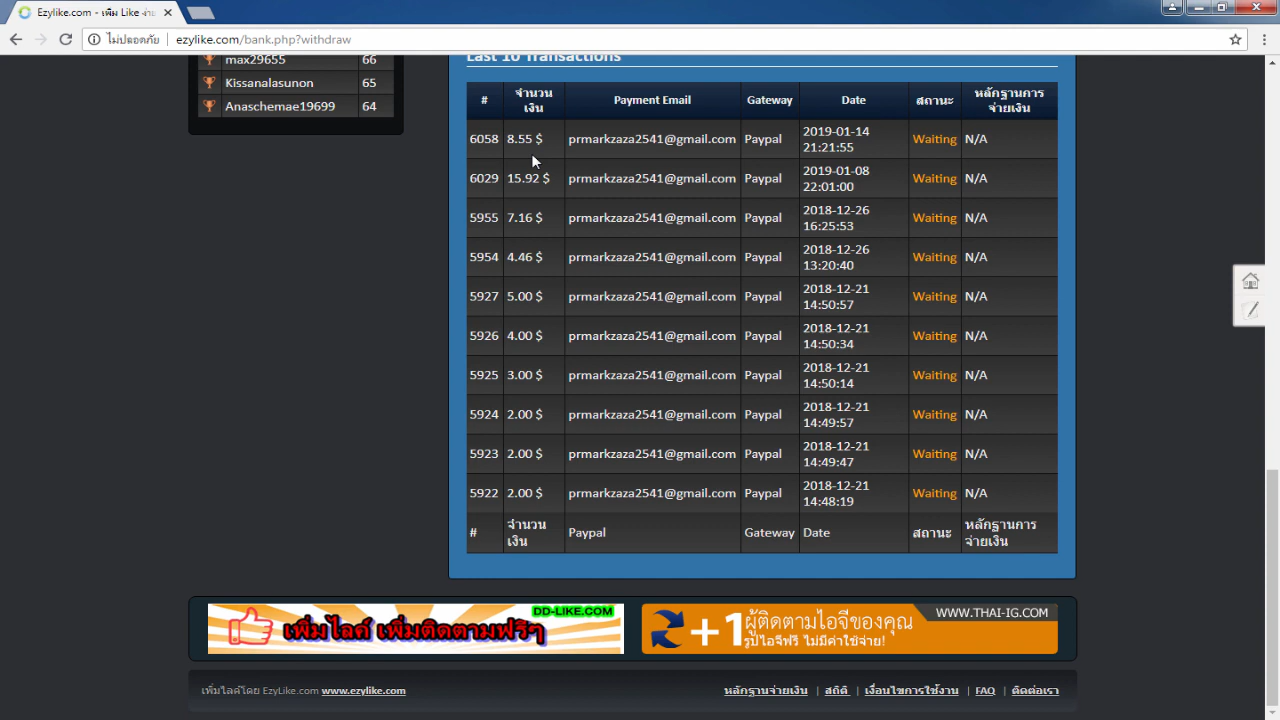 Ezylike.com - เพิ่ม Like ง่าย
ไม่ปลอดภัย
ezylike.com/bank.php?withdraw
max29655 66
Kissanalasunon 65
Anaschemae19699 64
Last 10 Transactions
# จำนวนเงิน Payment Email Gateway Date สถานะ หลักฐานการจ่ายเงิน
6058 8.55 $ prmarkzaza2541@gmail.com Paypal 2019-01-14 21:21:55 Waiting N/A
6029 15.92 $ prmarkzaza2541@gmail.com Paypal 2019-01-08 22:01:00 Waiting N/A
5955 7.16 $ prmarkzaza2541@gmail.com Paypal 2018-12-26 16:25:53 Waiting N/A
5954 4.46 $ prmarkzaza2541@gmail.com Paypal 2018-12-26 13:20:40 Waiting N/A
5927 5.00 $ prmarkzaza2541@gmail.com Paypal 2018-12-21 14:50:57 Waiting N/A
5926 4.00 $ prmarkzaza2541@gmail.com Paypal 2018-12-21 14:50:34 Waiting N/A
5925 3.00 $ prmarkzaza2541@gmail.com Paypal 2018-12-21 14:50:14 Waiting N/A
5924 2.00 $ prmarkzaza2541@gmail.com Paypal 2018-12-21 14:49:57 Waiting N/A
5923 2.00 $ prmarkzaza2541@gmail.com Paypal 2018-12-21 14:49:47 Waiting N/A
5922 2.00 $ prmarkzaza2541@gmail.com Paypal 2018-12-21 14:48:19 Waiting N/A
# จำนวนเงิน Paypal Gateway Date สถานะ หลักฐานการจ่ายเงิน
DD-LIKE.COM
เพิ่มไลค์ เพิ่มติดตามฟรีๆ
WWW.THAI-IG.COM
+1 ผู้ติดตามไอจีของคุณ
รูปไอจีฟรี ไม่มีค่าใช้จ่าย!
เพิ่มไลค์โดย EzyLike.com www.ezylike.com
หลักฐานจ่ายเงิน | สถิติ | เงื่อนไขการใช้งาน | FAQ | ติดต่อเรา